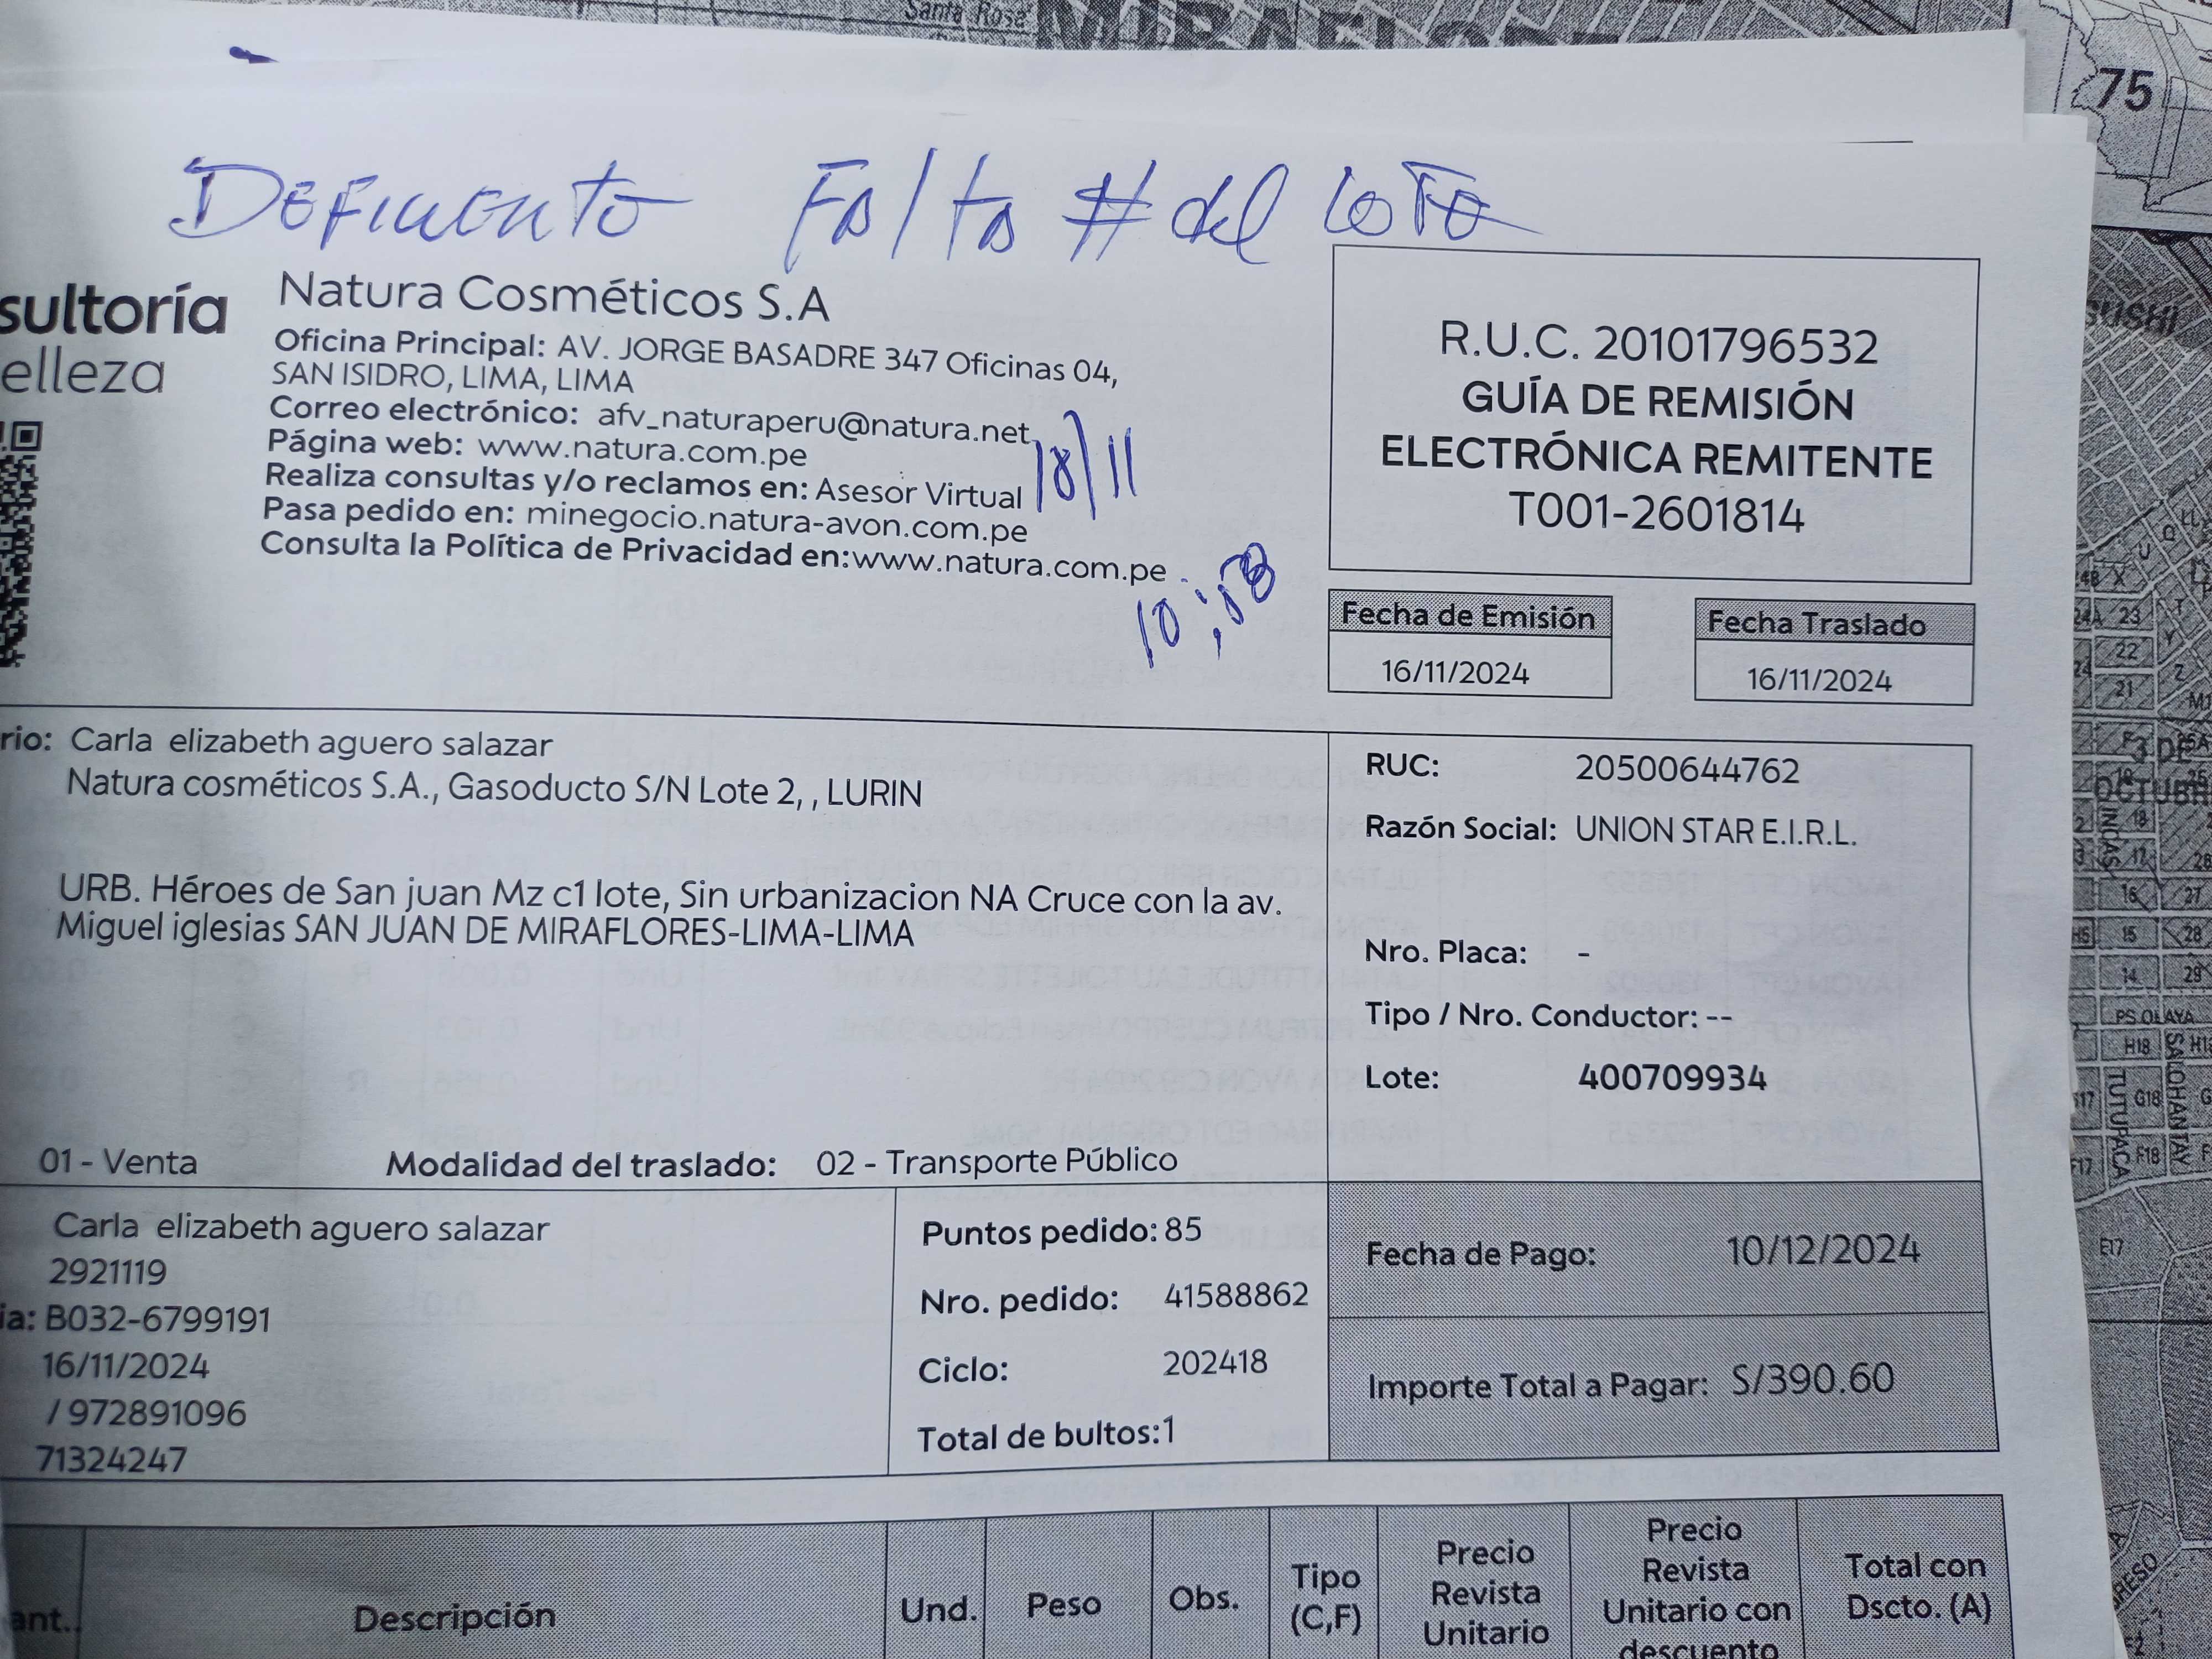 Santa Rosa
MIRAFLORES
75
Deficiente Falta # del Lote
sultoría
elleza
Natura Cosméticos S.A
Oficina Principal: AV. JORGE BASADRE 347 Oficinas 04,
SAN ISIDRO, LIMA, LIMA
Correo electrónico: afv_naturaperu@natura.net
Página web: www.natura.com.pe
Realiza consultas y/o reclamos en: Asesor Virtual
Pasa pedido en: minegocio.natura-avon.com.pe
Consulta la Política de Privacidad en:www.natura.com.pe
18/11
10:58
R.U.C. 20101796532
GUÍA DE REMISIÓN
ELECTRÓNICA REMITENTE
T001-2601814
Fecha de Emisión
16/11/2024
Fecha Traslado
16/11/2024
rio: Carla elizabeth aguero salazar
Natura cosméticos S.A., Gasoducto S/N Lote 2, , LURIN
URB. Héroes de San juan Mz c1 lote, Sin urbanizacion NA Cruce con la av.
Miguel iglesias SAN JUAN DE MIRAFLORES-LIMA-LIMA
RUC: 20500644762
Razón Social: UNION STAR E.I.R.L.
Nro. Placa: -
Tipo / Nro. Conductor: --
Lote: 400709934
01 - Venta Modalidad del traslado: 02 - Transporte Público
Carla elizabeth aguero salazar
2921119
ia: B032-6799191
16/11/2024
/ 972891096
71324247
Puntos pedido: 85
Nro. pedido: 41588862
Ciclo: 202418
Total de bultos:1
Fecha de Pago: 10/12/2024
Importe Total a Pagar: S/390.60
ant.
Descripción
Und.
Peso
Obs.
Tipo
(C,F)
Precio
Revista
Unitario
Precio
Revista
Unitario con
descuento
Total con
Dscto. (A)